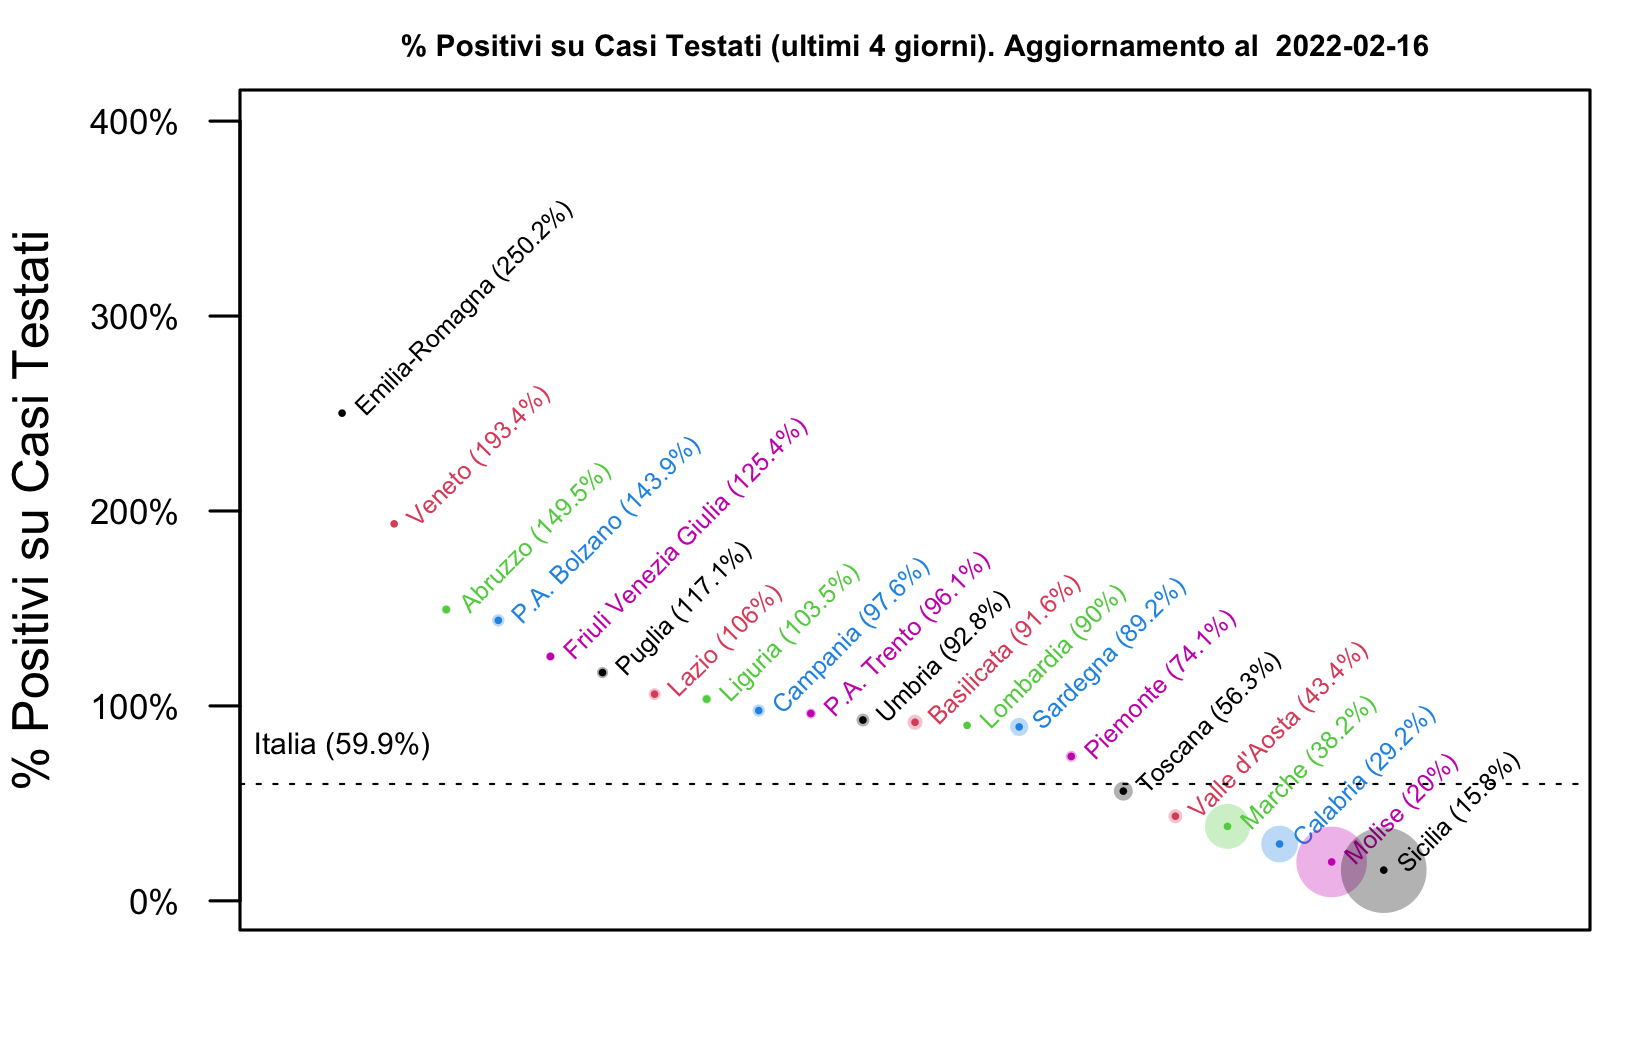 % Positivi su Casi Testati (ultimi 4 giorni). Aggiornamento al  2022-02-16
% Positivi su Casi Testati
400%
300%
200%
100%
0%
Emilia-Romagna (250.2%)
Veneto (193.4%)
Abruzzo (149.5%)
P.A. Bolzano (143.9%)
Friuli Venezia Giulia (125.4%)
Puglia (117.1%)
Lazio (106%)
Liguria (103.5%)
Campania (97.6%)
P.A. Trento (96.1%)
Umbria (92.8%)
Basilicata (91.6%)
Lombardia (90%)
Sardegna (89.2%)
Piemonte (74.1%)
Toscana (56.3%)
Valle d'Aosta (43.4%)
Marche (38.2%)
Calabria (29.2%)
Molise (20%)
Sicilia (15.8%)
Italia (59.9%)